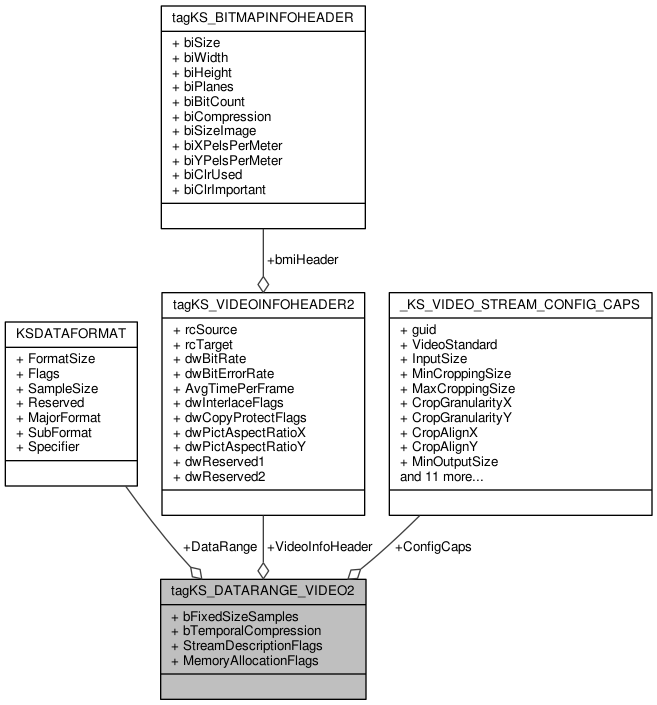 tagKS_BITMAPINFOHEADER
+ biSize
+ biWidth
+ biHeight
+ biPlanes
+ biBitCount
+ biCompression
+ biSizeImage
+ biXPelsPerMeter
+ biYPelsPerMeter
+ biClrUsed
+ biClrImportant
+bmiHeader
KSDATAFORMAT
+ FormatSize
+ Flags
+ SampleSize
+ Reserved
+ MajorFormat
+ SubFormat
+ Specifier
tagKS_VIDEOINFOHEADER2
+ rcSource
+ rcTarget
+ dwBitRate
+ dwBitErrorRate
+ AvgTimePerFrame
+ dwInterlaceFlags
+ dwCopyProtectFlags
+ dwPictAspectRatioX
+ dwPictAspectRatioY
+ dwReserved1
+ dwReserved2
_KS_VIDEO_STREAM_CONFIG_CAPS
+ guid
+ VideoStandard
+ InputSize
+ MinCroppingSize
+ MaxCroppingSize
+ CropGranularityX
+ CropGranularityY
+ CropAlignX
+ CropAlignY
+ MinOutputSize
and 11 more...
+DataRange
+VideoInfoHeader
+ConfigCaps
tagKS_DATARANGE_VIDEO2
+ bFixedSizeSamples
+ bTemporalCompression
+ StreamDescriptionFlags
+ MemoryAllocationFlags